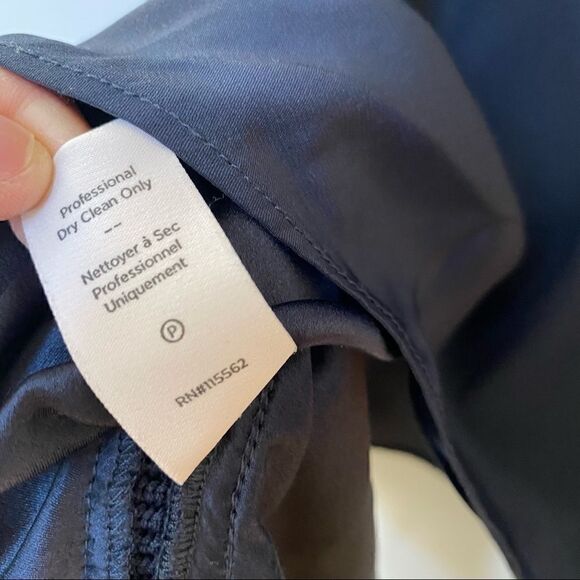 Professional
Dry Clean Only
--
Nettoyer à Sec
Professionnel
Uniquement
P
RN#115562